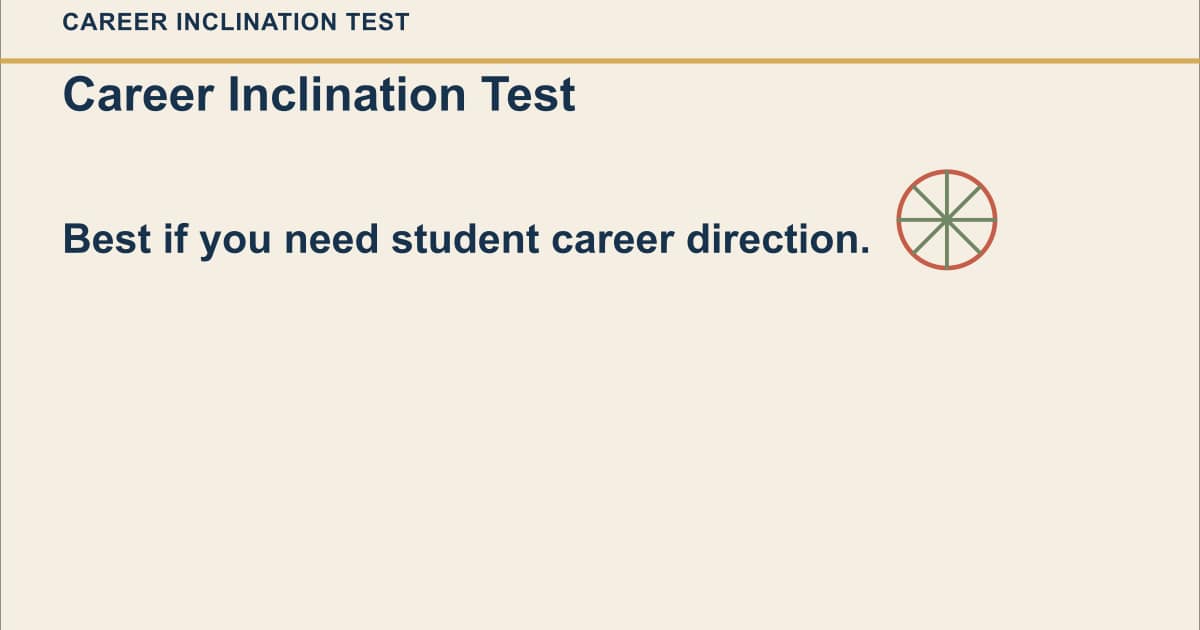 CAREER INCLINATION TEST
Career Inclination Test
Best if you need student career direction.